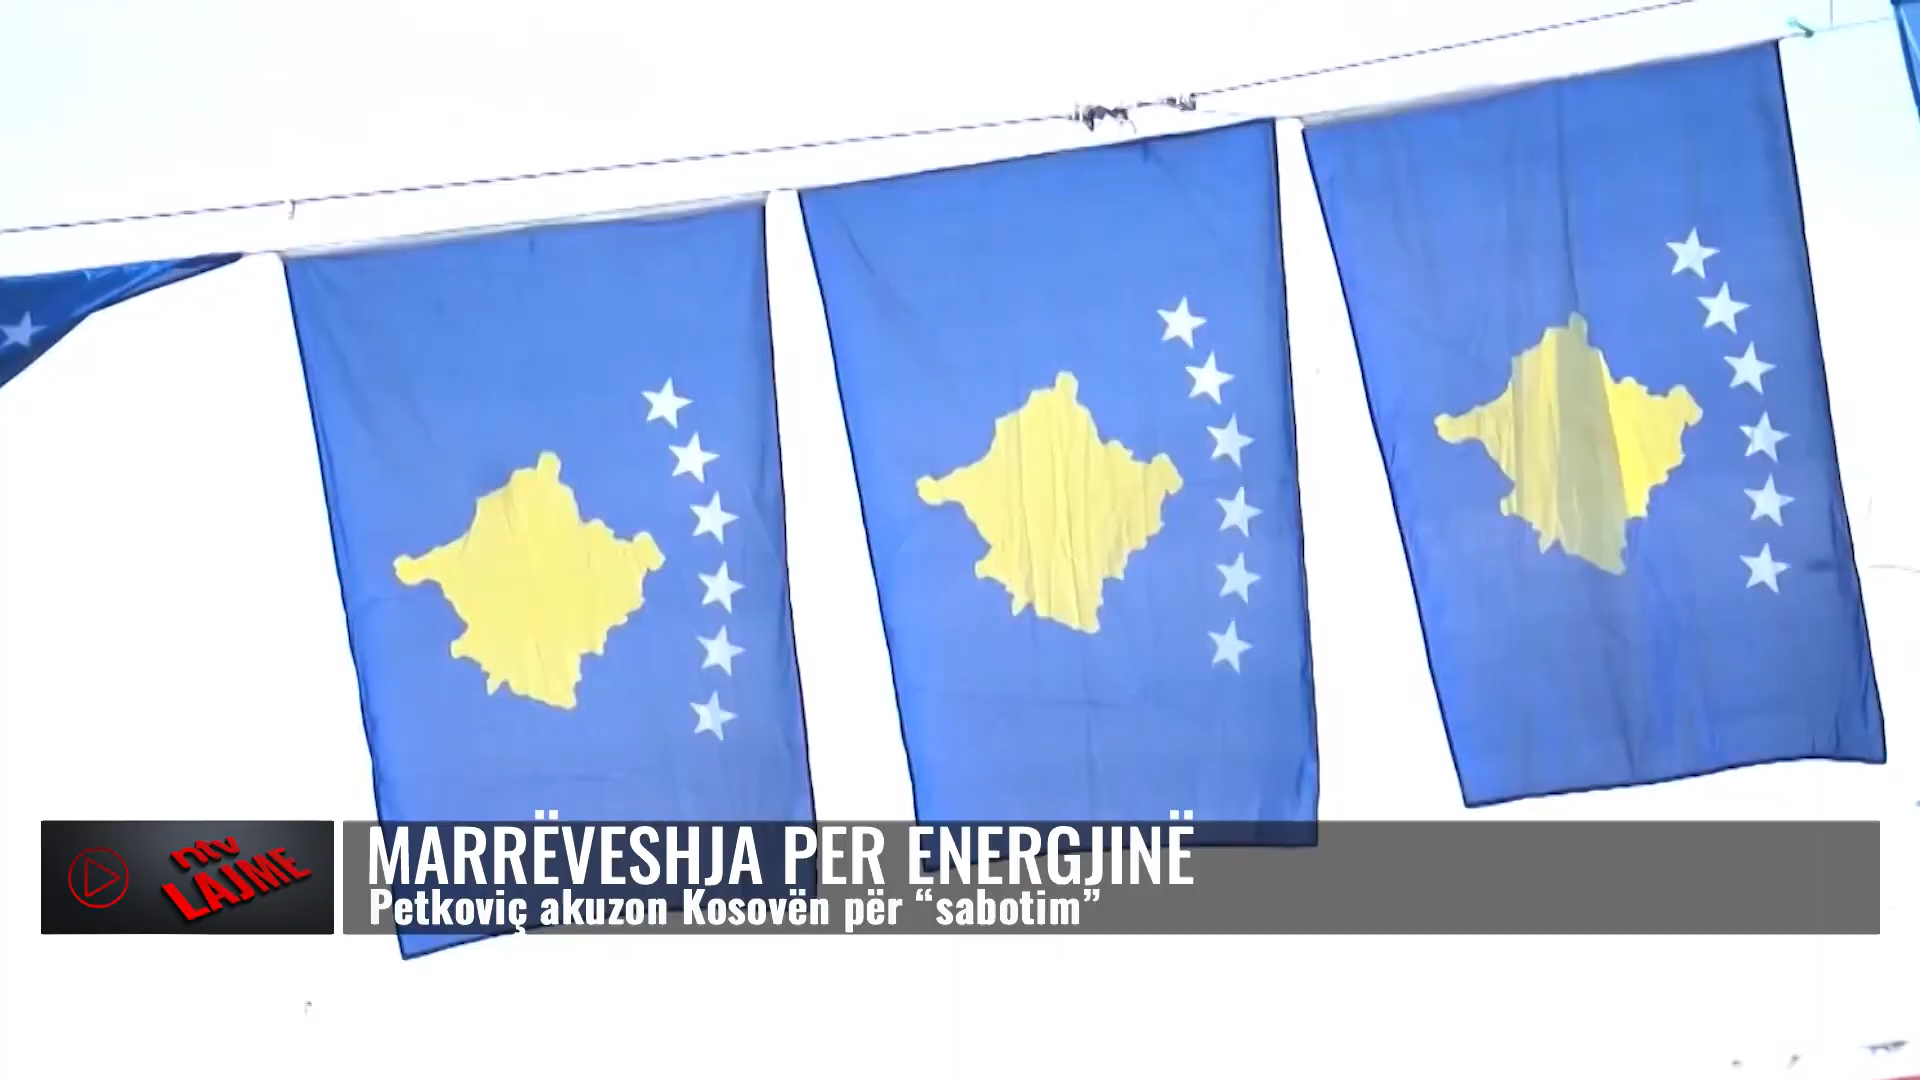 ntv
LAJME
MARRËVESHJA PER ENERGJINË
Petkoviç akuzon Kosovën për “sabotim”